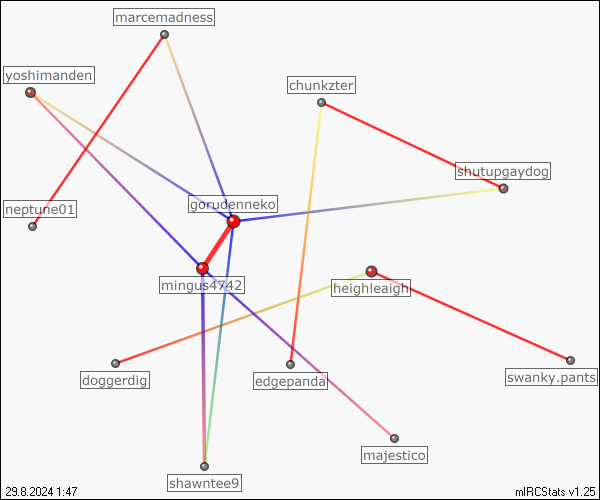 marcemadness
yoshimanden
chunkzter
shutupgaydog
gorudenneko
neptune01
mingus4742
heighleaigh
doggerdig
edgepanda
swanky.pants
majestico
shawntee9
29.8.2024 1:47
mIRCStats v1.25